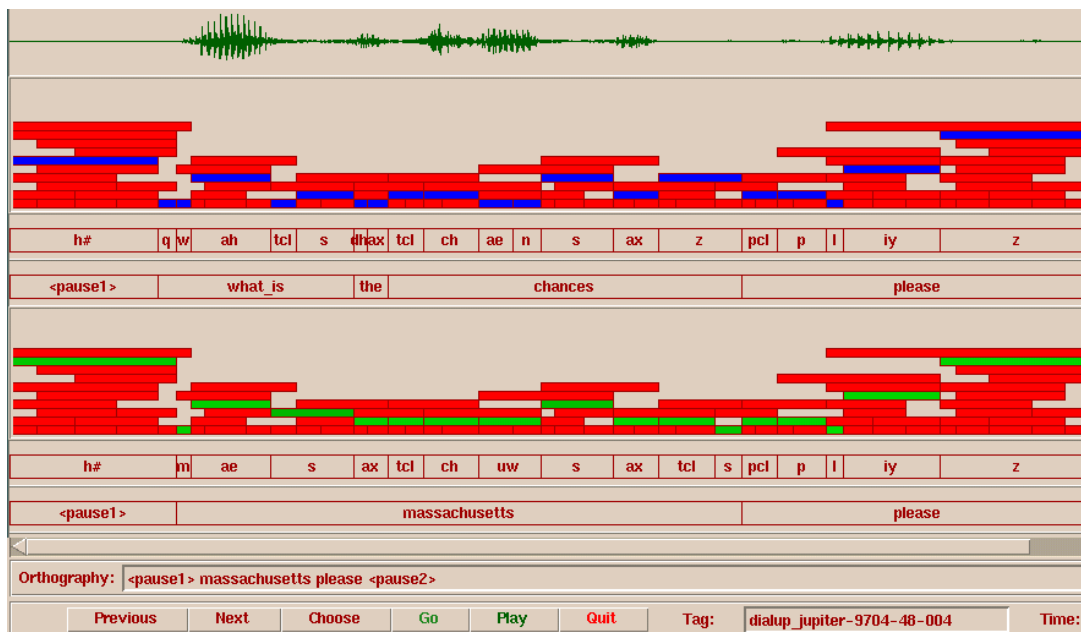 h# q w ah tcl s dh ax tcl ch ae n s ax z pcl p l iy z
<pause1> what_is the chances please
h# m ae s ax tcl ch uw s ax tcl s pcl p l iy z
<pause1> massachusetts please
Orthography: <pause1> massachusetts please <pause2>
Previous Next Choose Go Play Quit Tag: dialup_jupiter-9704-48-004 Time: